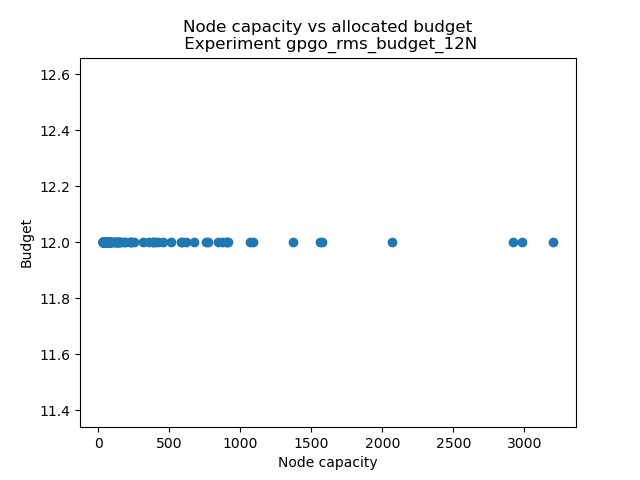 Node capacity vs allocated budget
Experiment gpgo_rms_budget_12N
12.6
12.4
12.2
12.0
11.8
11.6
11.4
Budget
0 500 1000 1500 2000 2500 3000
Node capacity